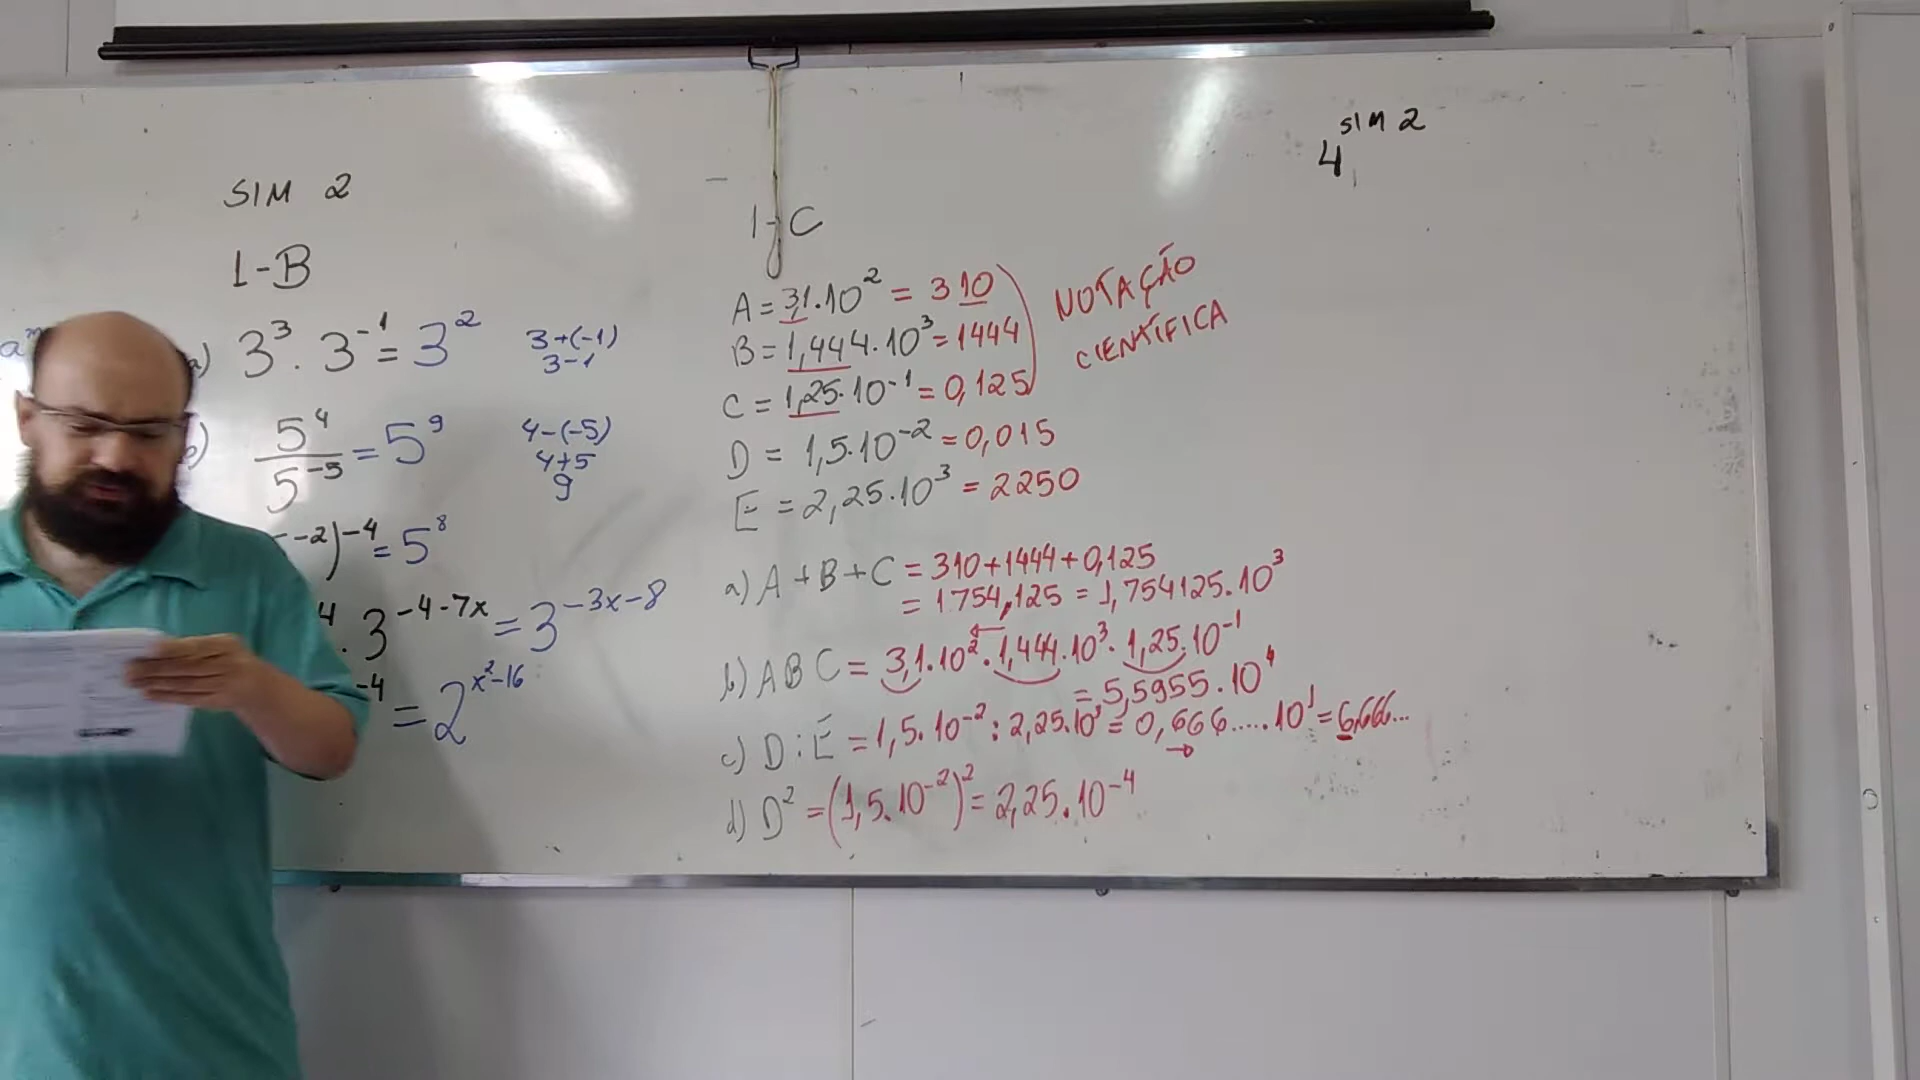 SIM 2
1-B
a) 3³ . 3⁻¹ = 3² 3+(-1)
3-1
b) 5⁴/5⁻⁵ = 5⁹ 4-(-5)
4+5
9
⁻²)⁻⁴ = 5⁸
⁴ . 3⁻⁴⁻⁷ˣ = 3⁻³ˣ⁻⁸
⁻⁴ = 2^(x²-16)
1-C
A = 3,1.10² = 310
B = 1,444.10³ = 1444
C = 1,25.10⁻¹ = 0,125
NOTAÇÃO
CIENTÍFICA
D = 1,5.10⁻² = 0,015
E = 2,25.10³ = 2250
a) A+B+C = 310+1444+0,125
= 1754,125 = 1,754125.10³
b) ABC = 3,1.10².1,444.10³.1,25.10⁻¹
= 5,5955.10⁴
c) D:E = 1,5.10⁻² : 2,25.10³ = 0,666.....10¹ = 6,666...
d) D² = (1,5.10⁻²)² = 2,25.10⁻⁴
SIM 2
4